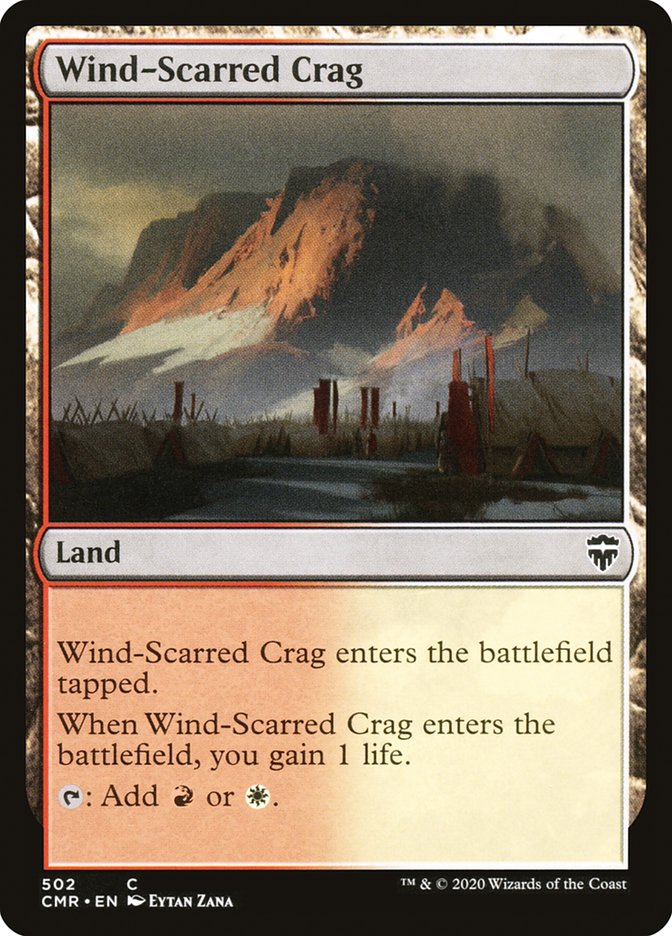 Wind-Scarred Crag
Land
Wind-Scarred Crag enters the battlefield
tapped.
When Wind-Scarred Crag enters the
battlefield, you gain 1 life.
: Add or .
502 C
CMR • EN Eytan Zana
™ & © 2020 Wizards of the Coast